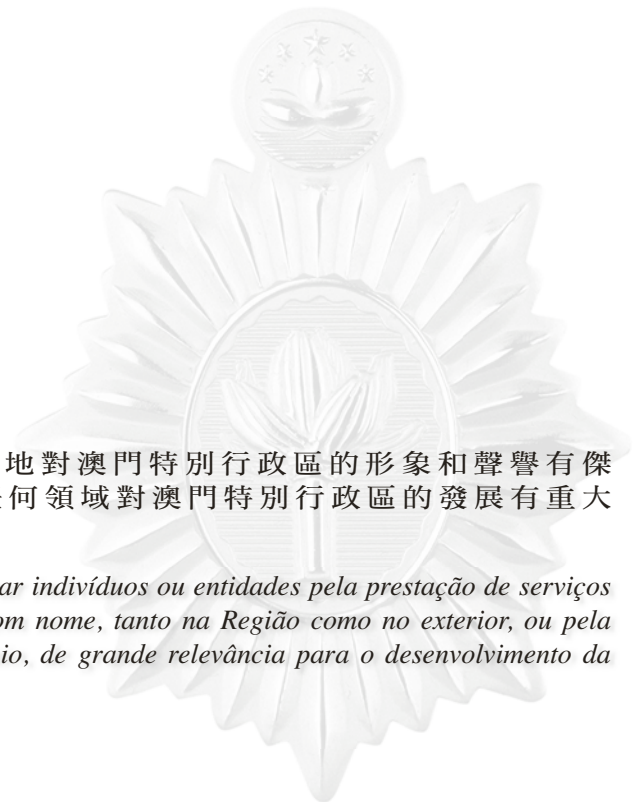 地對澳門特別行政區的形象和聲譽有傑
何領域對澳門特別行政區的發展有重大
ar indivíduos ou entidades pela prestação de serviços
om nome, tanto na Região como no exterior, ou pela
io, de grande relevância para o desenvolvimento da